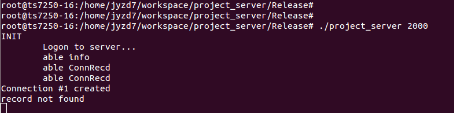 root@ts7250-16:/home/jyzd7/workspace/project_server/Release#
root@ts7250-16:/home/jyzd7/workspace/project_server/Release#
root@ts7250-16:/home/jyzd7/workspace/project_server/Release# ./project_server 2000
INIT
Logon to server...
able info
able ConnRecd
able ConnRecd
Connection #1 created
record not found